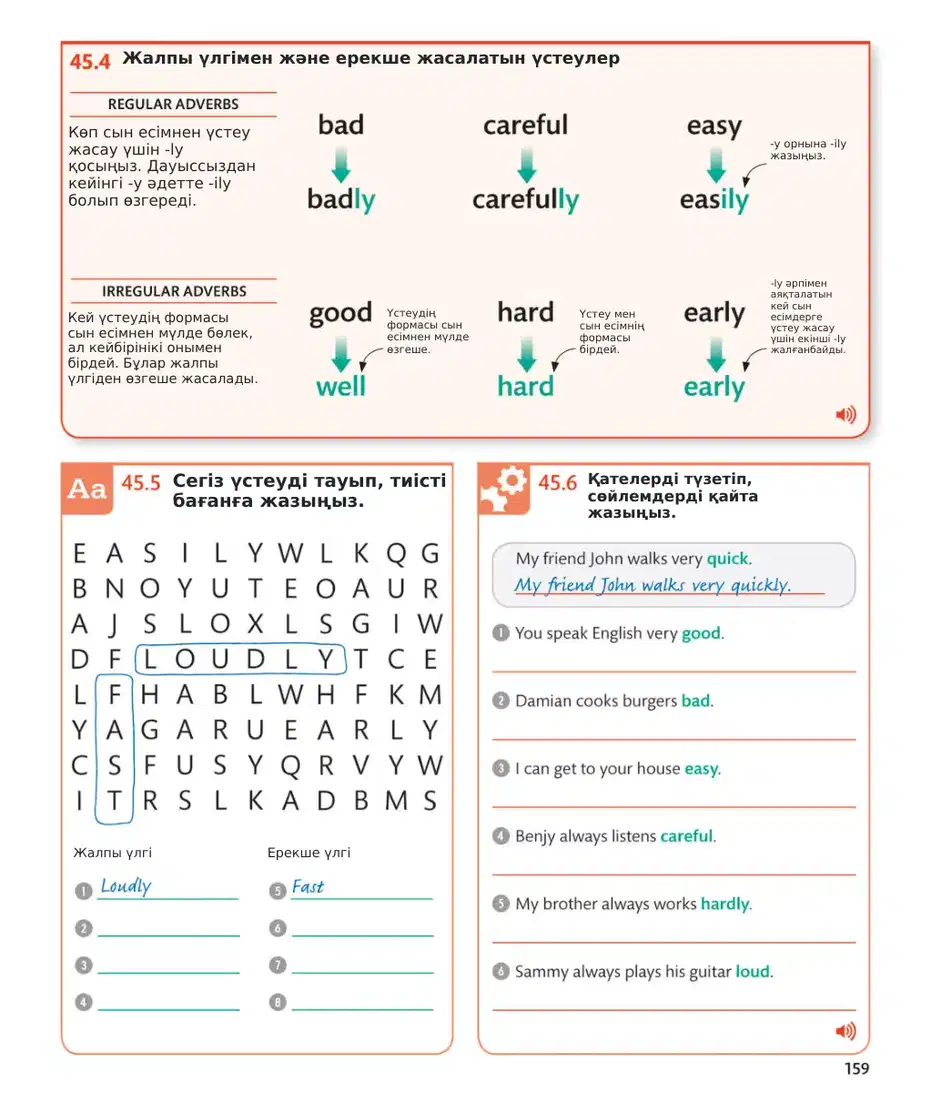 45.4 Жалпы үлгімен және ерекше жасалатын үстеулер
REGULAR ADVERBS
Көп сын есімнен үстеу
жасау үшін -ly
қосыңыз. Дауыссыздан
кейінгі -y әдетте -ily
болып өзгереді.
bad
careful
easy
-y орнына -ily
жазыңыз.
badly
carefully
easily
IRREGULAR ADVERBS
Кей үстеудің формасы
сын есімнен мүлде бөлек,
ал кейбірінікі онымен
бірдей. Бұлар жалпы
үлгіден өзгеше жасалады.
good
Үстеудің
формасы сын
есімнен мүлде
өзгеше.
well
hard
Үстеу мен
сын есімнің
формасы
бірдей.
hard
early
-ly әрпімен
аяқталатын
кей сын
есімдерге
үстеу жасау
үшін екінші -ly
жалғанбайды.
early
Aa 45.5 Сегіз үстеуді тауып, тиісті
бағанға жазыңыз.
E A S I L Y W L K Q G
B N O Y U T E O A U R
A J S L O X L S G I W
D F L O U D L Y T C E
L F H A B L W H F K M
Y A G A R U E A R L Y
C S F U S Y Q R V Y W
I T R S L K A D B M S
Жалпы үлгі
1 Loudly
2
3
4
Ерекше үлгі
5 Fast
6
7
8
45.6 Қателерді түзетіп,
сөйлемдерді қайта
жазыңыз.
My friend John walks very quick.
My friend John walks very quickly.
1 You speak English very good.
2 Damian cooks burgers bad.
3 I can get to your house easy.
4 Benjy always listens careful.
5 My brother always works hardly.
6 Sammy always plays his guitar loud.
159